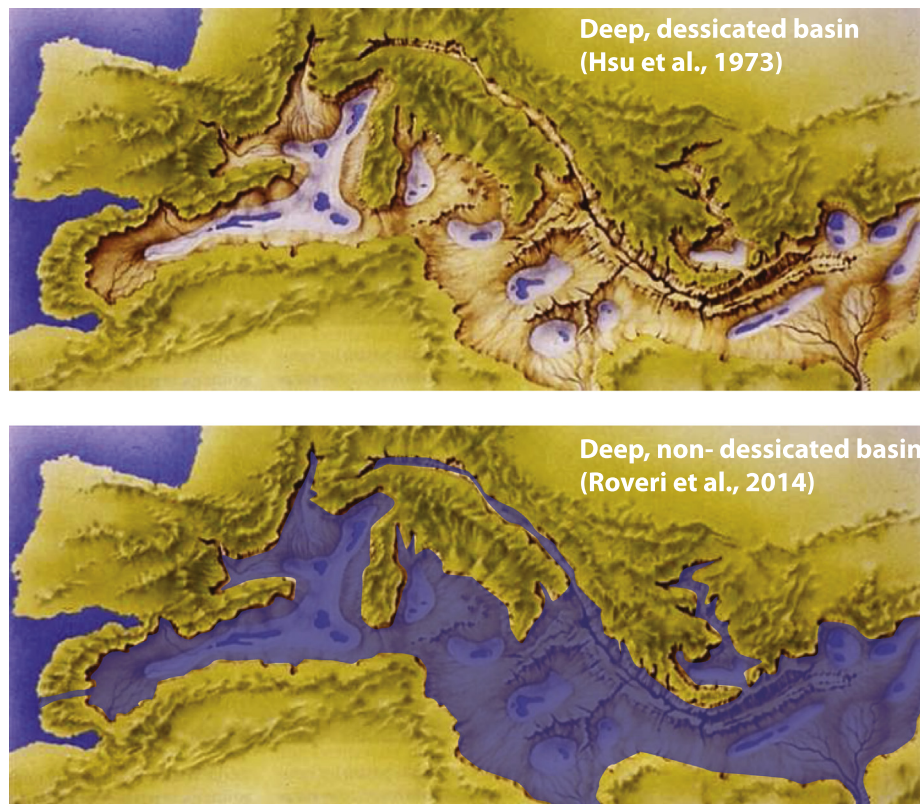 Deep, dessicated basin
(Hsu et al., 1973)
Deep, non- dessicated basin
(Roveri et al., 2014)